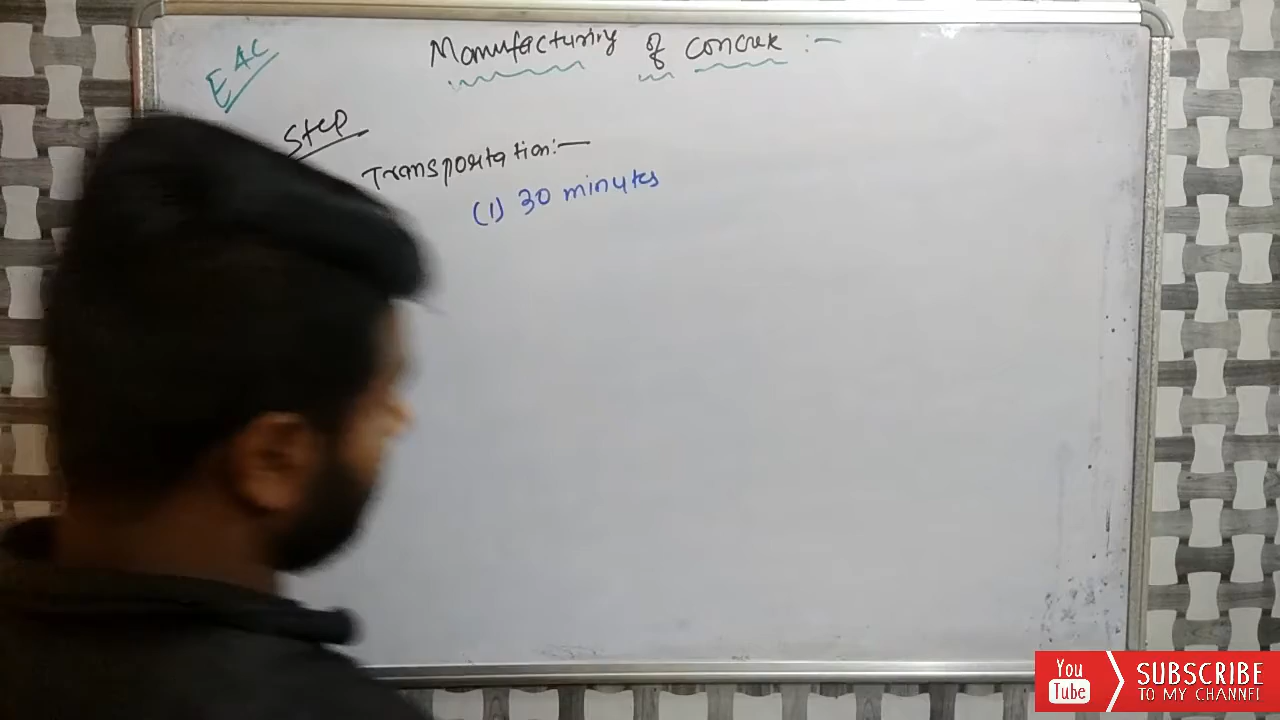 EAC
Manufacturing of concrete :-
Step
Transportation:-
(1) 30 minutes
You
Tube
SUBSCRIBE
TO MY CHANNEL